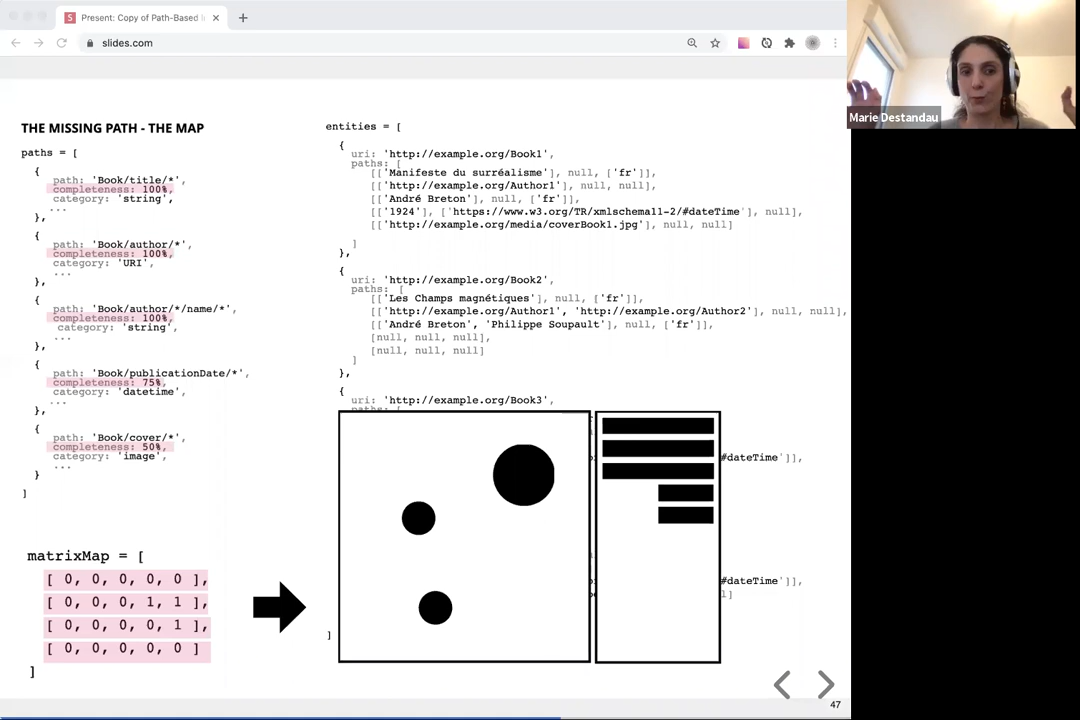 Present: Copy of Path-Based
slides.com
Marie Destandau
THE MISSING PATH - THE MAP
paths = [
{
path: 'Book/title/*',
completeness: 100%,
category: 'string',
...
},
{
path: 'Book/author/*',
completeness: 100%,
category: 'URI',
...
},
{
path: 'Book/author/*/name/*',
completeness: 100%,
category: 'string',
...
},
{
path: 'Book/publicationDate/*',
completeness: 75%,
category: 'datetime',
...
},
{
path: 'Book/cover/*',
completeness: 50%,
category: 'image',
...
}
]
matrixMap = [
[ 0, 0, 0, 0, 0 ],
[ 0, 0, 0, 1, 1 ],
[ 0, 0, 0, 0, 1 ],
[ 0, 0, 0, 0, 0 ]
]
entities = [
{
uri: 'http://example.org/Book1',
paths: [
[['Manifeste du surréalisme'], null, ['fr']],
[['http://example.org/Author1'], null, null],
[['André Breton'], null, ['fr']],
[['1924'], ['https://www.w3.org/TR/xmlschema11-2/#dateTime'], null],
[['http://example.org/media/coverBook1.jpg'], null, null]
]
},
{
uri: 'http://example.org/Book2',
paths: [
[['Les Champs magnétiques'], null, ['fr']],
[['http://example.org/Author1', 'http://example.org/Author2'], null, null],
[['André Breton', 'Philippe Soupault'], null, ['fr']],
[null, null, null],
[null, null, null]
]
},
{
uri: 'http://example.org/Book3',
paths: [
#dateTime']],
#dateTime']],
l]
]
47